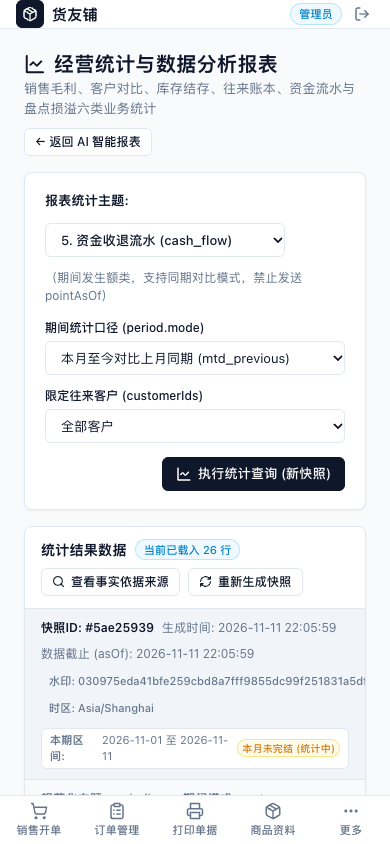 货友铺
管理员
经营统计与数据分析报表
销售毛利、客户对比、库存结存、往来账本、资金流水与
盘点损溢六类业务统计
← 返回 AI 智能报表
报表统计主题:
5. 资金收退流水 (cash_flow)
（期间发生额类，支持同期对比模式，禁止发送
pointAsOf）
期间统计口径 (period.mode)
本月至今对比上月同期 (mtd_previous)
限定往来客户 (customerIds)
全部客户
执行统计查询 (新快照)
统计结果数据
当前已载入 26 行
查看事实依据来源
重新生成快照
快照ID: #5ae25939 生成时间: 2026-11-11 22:05:59
数据截止 (asOf): 2026-11-11 22:05:59
水印: 030975eda41bfe259cbd8a7fff9855dc99f251831a5d
时区: Asia/Shanghai
本期区
间:
2026-11-01 至 2026-11-
11
本月未完结 (统计中)
销售开单
订单管理
打印单据
商品资料
更多